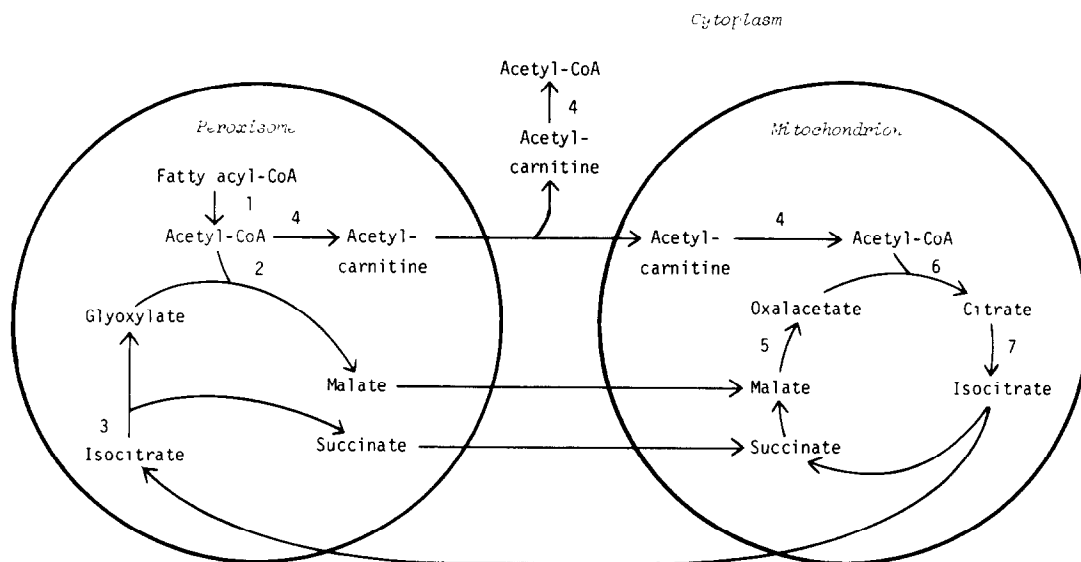 Cytoplasm
Acetyl-CoA
4
Peroxisome
Acetyl-
carnitine
Mitochondrion
Fatty acyl-CoA
1
Acetyl-CoA
4
Acetyl-
carnitine
2
Acetyl-
carnitine
4
Acetyl-CoA
6
Glyoxylate
Oxalacetate
Citrate
5
7
Malate
Malate
Isocitrate
3
Isocitrate
Succinate
Succinate